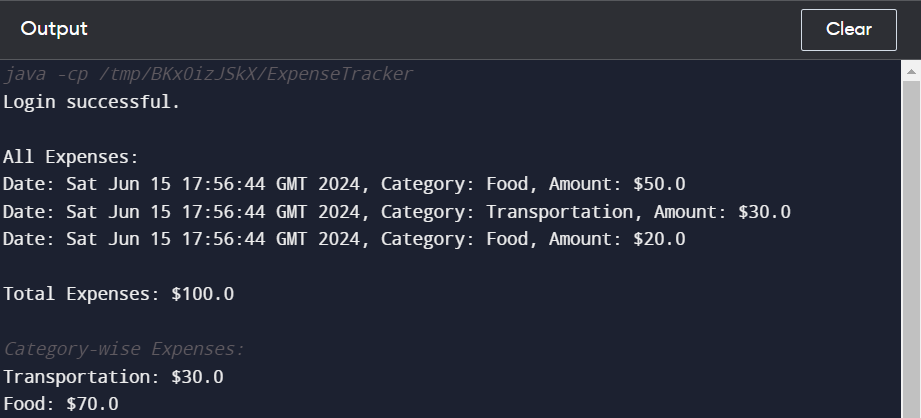 Output
Clear
java -cp /tmp/BKxOizJSkX/ExpenseTracker
Login successful.
All Expenses:
Date: Sat Jun 15 17:56:44 GMT 2024, Category: Food, Amount: $50.0
Date: Sat Jun 15 17:56:44 GMT 2024, Category: Transportation, Amount: $30.0
Date: Sat Jun 15 17:56:44 GMT 2024, Category: Food, Amount: $20.0
Total Expenses: $100.0
Category-wise Expenses:
Transportation: $30.0
Food: $70.0